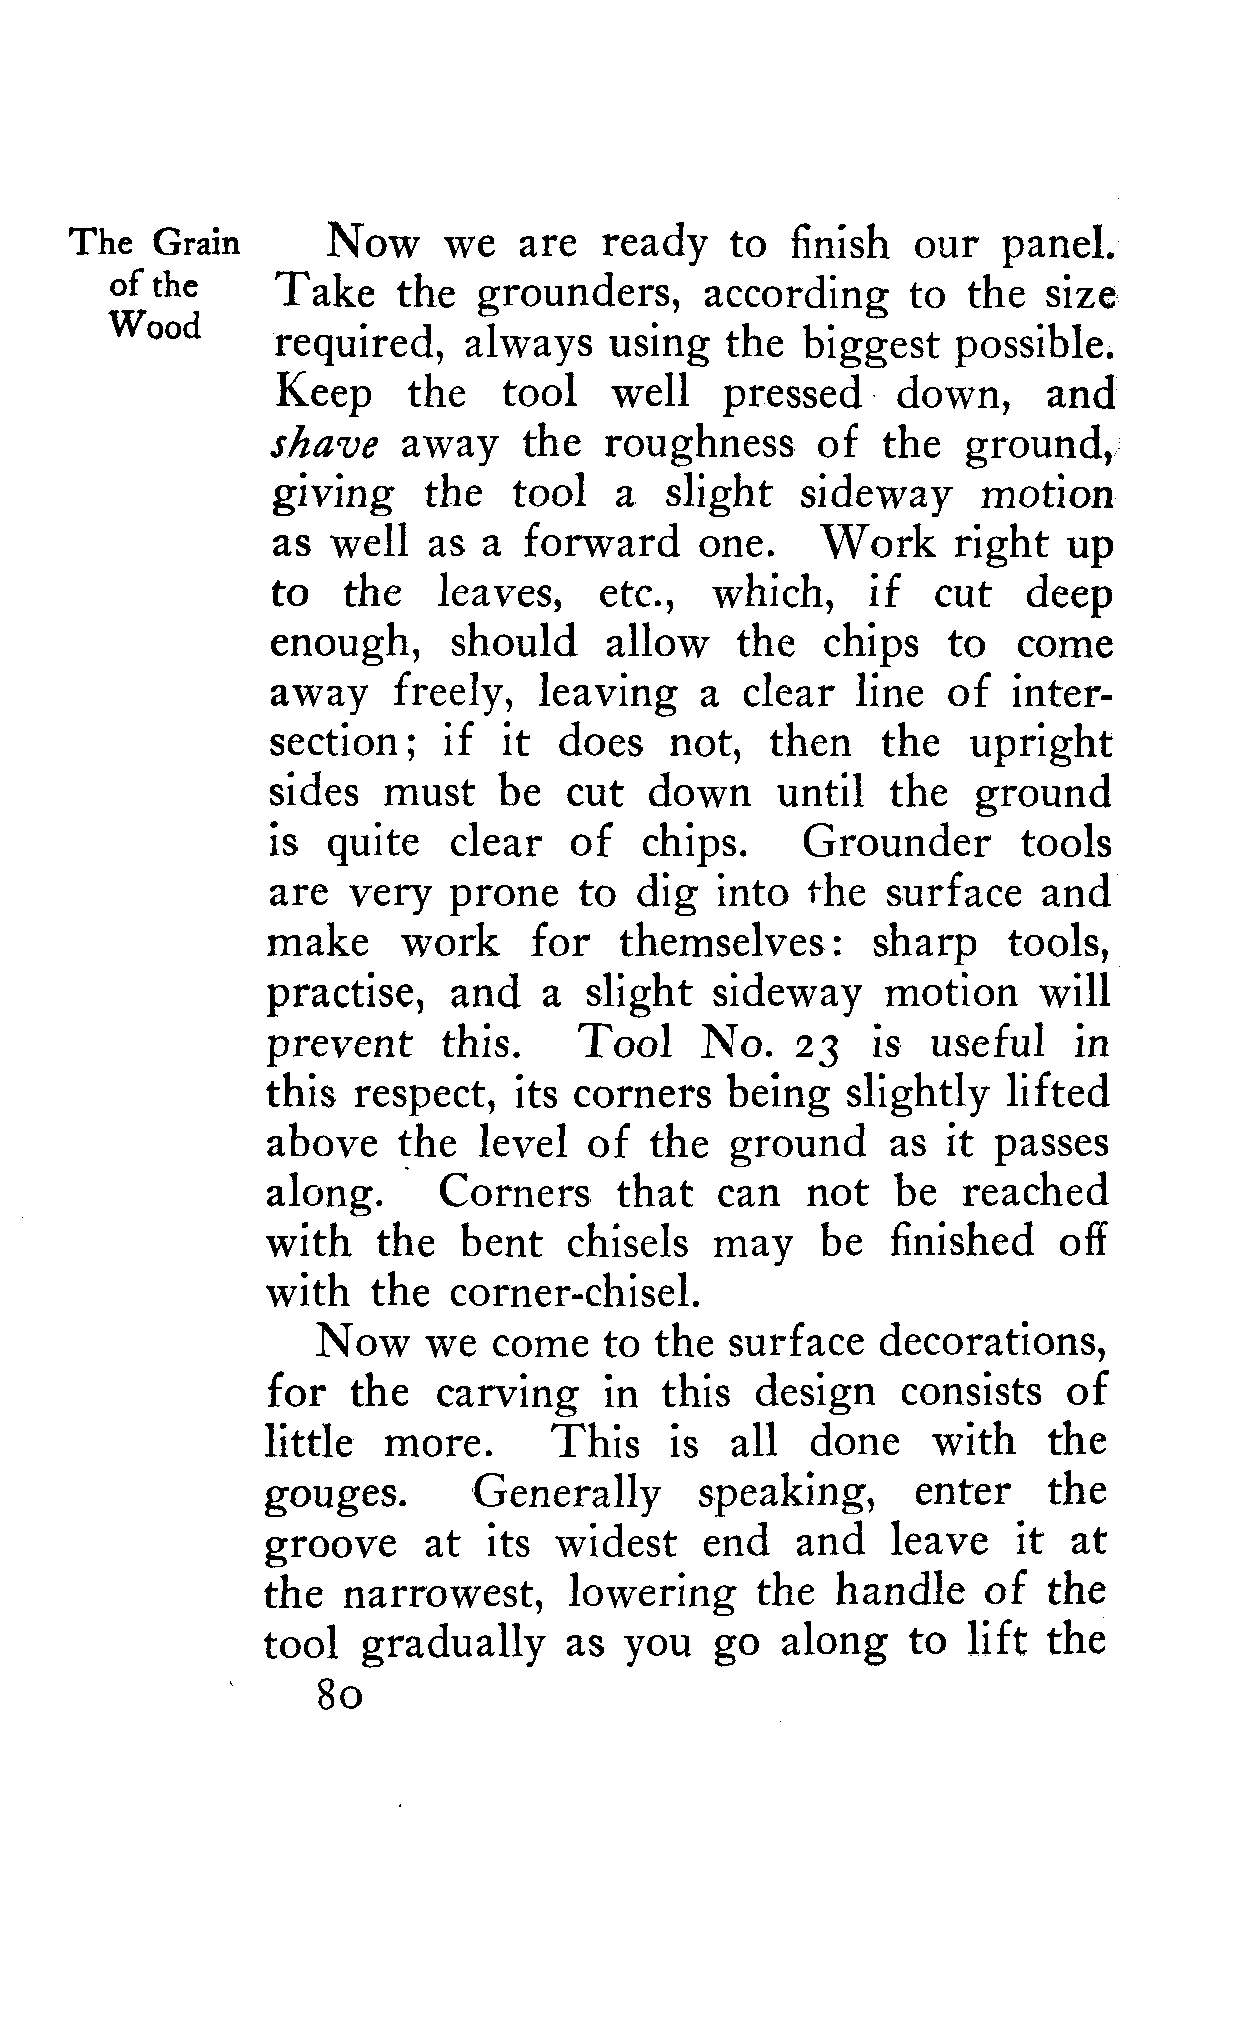 The Grain
of the
Wood
Now we are ready to finish our panel.
Take the grounders, according to the size
required, always using the biggest possible.
Keep the tool well pressed down, and
shave away the roughness of the ground,
giving the tool a slight sideway motion
as well as a forward one. Work right up
to the leaves, etc., which, if cut deep
enough, should allow the chips to come
away freely, leaving a clear line of inter-
section; if it does not, then the upright
sides must be cut down until the ground
is quite clear of chips. Grounder tools
are very prone to dig into the surface and
make work for themselves: sharp tools,
practise, and a slight sideway motion will
prevent this. Tool No. 23 is useful in
this respect, its corners being slightly lifted
above the level of the ground as it passes
along. Corners that can not be reached
with the bent chisels may be finished off
with the corner-chisel.
Now we come to the surface decorations,
for the carving in this design consists of
little more. This is all done with the
gouges. Generally speaking, enter the
groove at its widest end and leave it at
the narrowest, lowering the handle of the
tool gradually as you go along to lift the
80